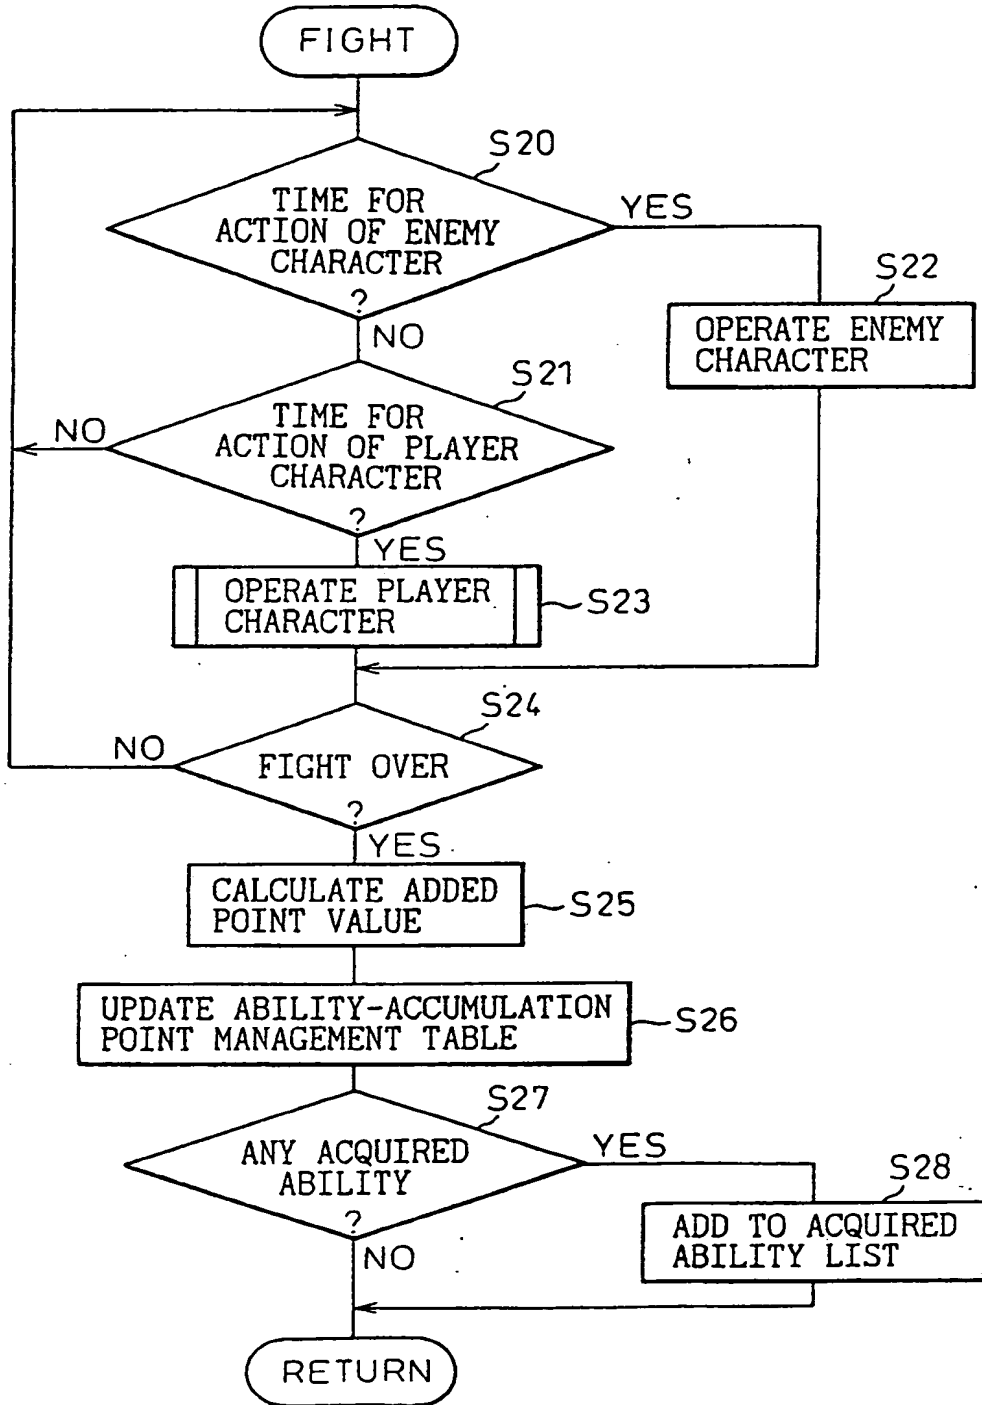 FIGHT
S20
TIME FOR
ACTION OF ENEMY
CHARACTER
?
YES
NO
S22
OPERATE ENEMY
CHARACTER
S21
TIME FOR
ACTION OF PLAYER
CHARACTER
?
NO
YES
OPERATE PLAYER
CHARACTER
S23
S24
FIGHT OVER
?
NO
YES
CALCULATE ADDED
POINT VALUE
S25
UPDATE ABILITY-ACCUMULATION
POINT MANAGEMENT TABLE
S26
S27
ANY ACQUIRED
ABILITY
?
YES
NO
S28
ADD TO ACQUIRED
ABILITY LIST
RETURN